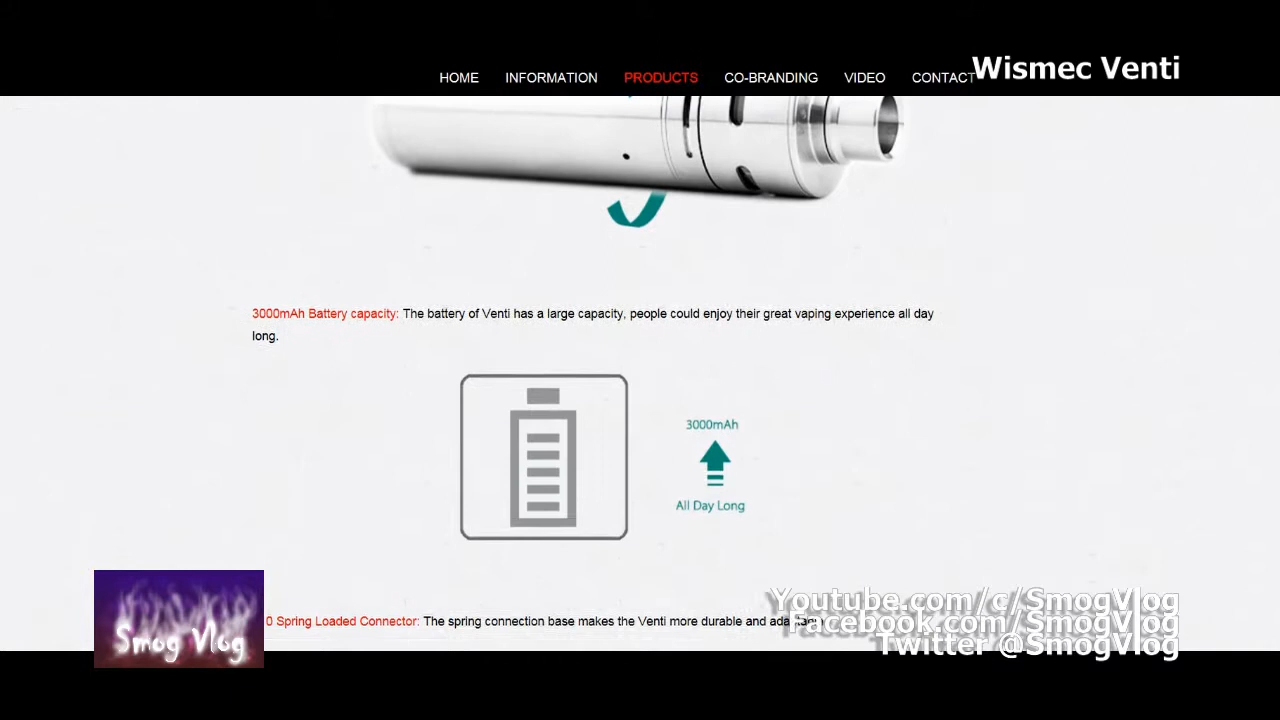 Wismec Venti
HOME INFORMATION PRODUCTS CO-BRANDING VIDEO CONTACT
3000mAh Battery capacity: The battery of Venti has a large capacity, people could enjoy their great vaping experience all day
long.
3000mAh
All Day Long
0 Spring Loaded Connector: The spring connection base makes the Venti more durable and
Youtube.com/c/SmogVlog
Facebook.com/SmogVlog
Twitter @SmogVlog
Smog Vlog